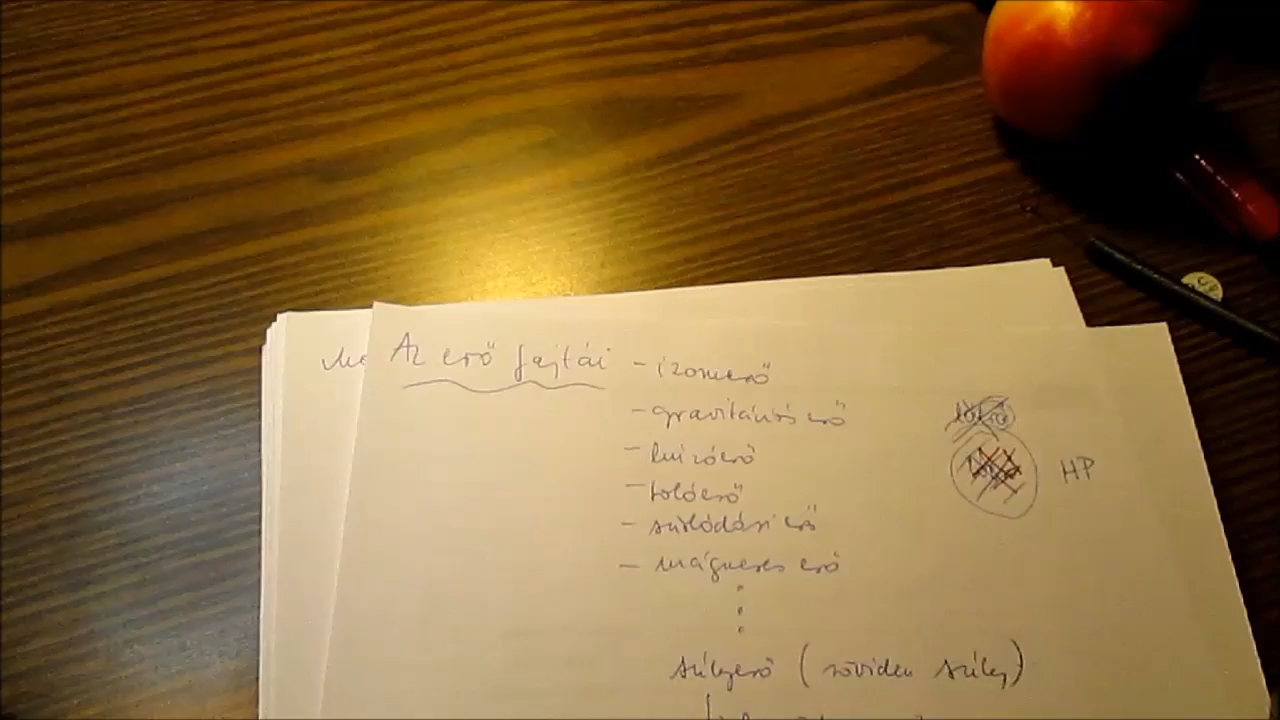 Az erő fajtái - izomerő
- gravitációs erő
- húzóerő
- tolóerő
- súrlódási erő
- mágneses erő
súlyerő (röviden súly)
HP